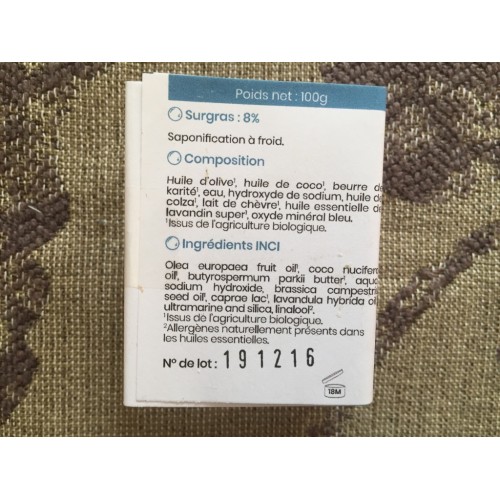 Poids net : 100g
Surgras : 8%
Saponification à froid.
Composition
Huile d'olive¹, huile de coco¹, beurre de
karité¹, eau, hydroxyde de sodium, huile de
colza¹, lait de chèvre¹, huile essentielle de
lavandin super¹, oxyde minéral bleu.
¹Issus de l'agriculture biologique.
Ingrédients INCI
Olea europaea fruit oil¹, coco nucifera
oil¹, butyrospermum parkii butter¹, aqua
sodium hydroxide, brassica campestris
seed oil¹, caprae lac¹, lavandula hybrida oil
ultramarine and silica, linalool².
¹Issus de l'agriculture biologique.
²Allergènes naturellement présents dans
les huiles essentielles.
N° de lot : 191216
18M